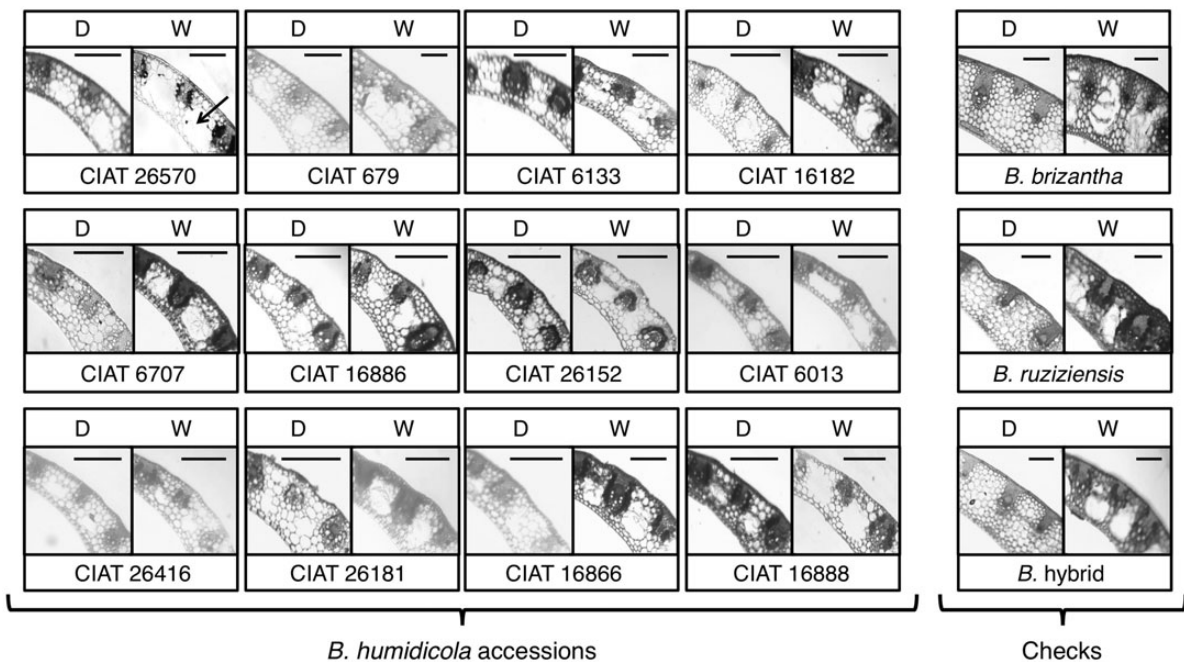 D W D W D W D W D W
CIAT 26570 CIAT 679 CIAT 6133 CIAT 16182 B. brizantha
D W D W D W D W D W
CIAT 6707 CIAT 16886 CIAT 26152 CIAT 6013 B. ruziziensis
D W D W D W D W D W
CIAT 26416 CIAT 26181 CIAT 16866 CIAT 16888 B. hybrid
B. humidicola accessions Checks